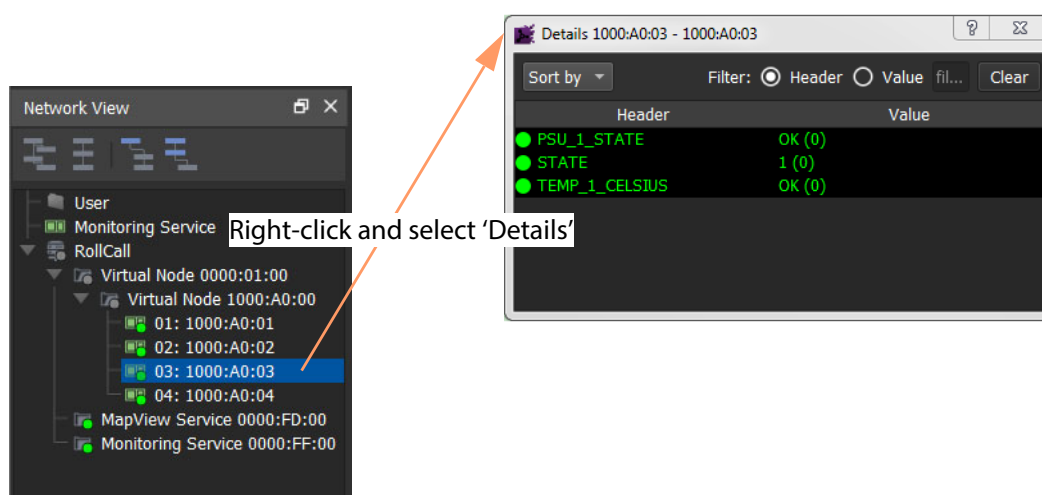 Details 1000:A0:03 - 1000:A0:03
Sort by
Filter: Header Value fil... Clear
Header Value
PSU_1_STATE OK (0)
STATE 1 (0)
TEMP_1_CELSIUS OK (0)
Network View
User
Monitoring Service
Right-click and select ‘Details’
RollCall
Virtual Node 0000:01:00
Virtual Node 1000:A0:00
01: 1000:A0:01
02: 1000:A0:02
03: 1000:A0:03
04: 1000:A0:04
MapView Service 0000:FD:00
Monitoring Service 0000:FF:00